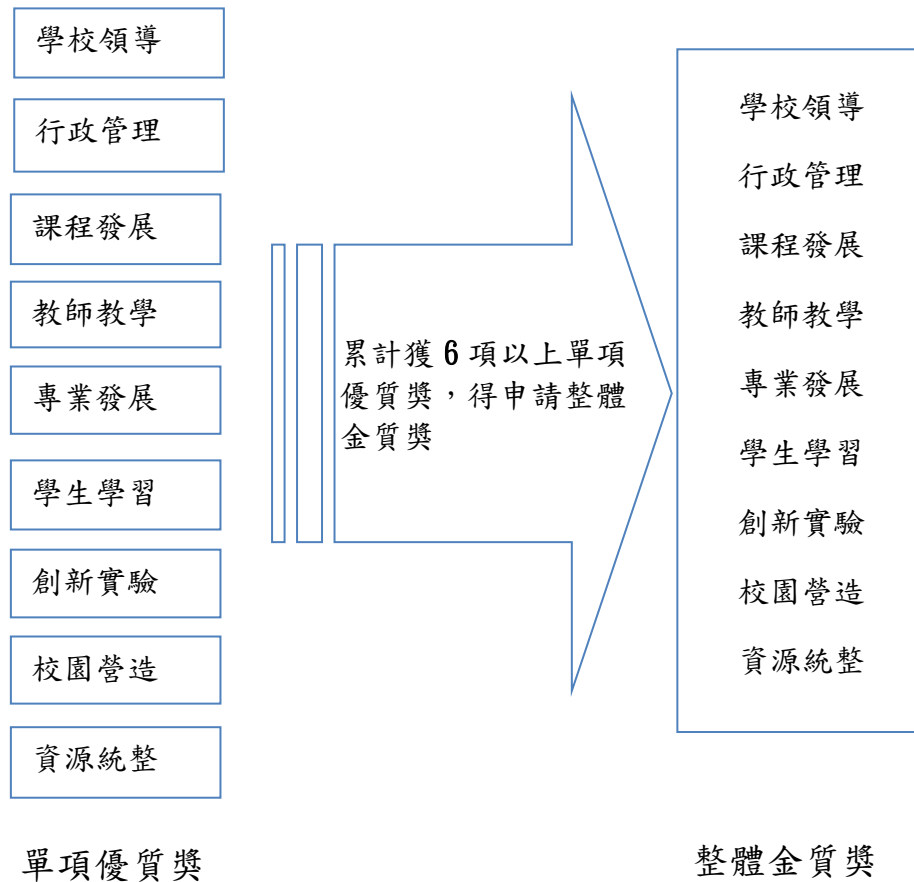 學校領導
行政管理
課程發展
教師教學
專業發展
學生學習
創新實驗
校園營造
資源統整
單項優質獎
累計獲 6 項以上單項
優質獎，得申請整體
金質獎
學校領導
行政管理
課程發展
教師教學
專業發展
學生學習
創新實驗
校園營造
資源統整
整體金質獎